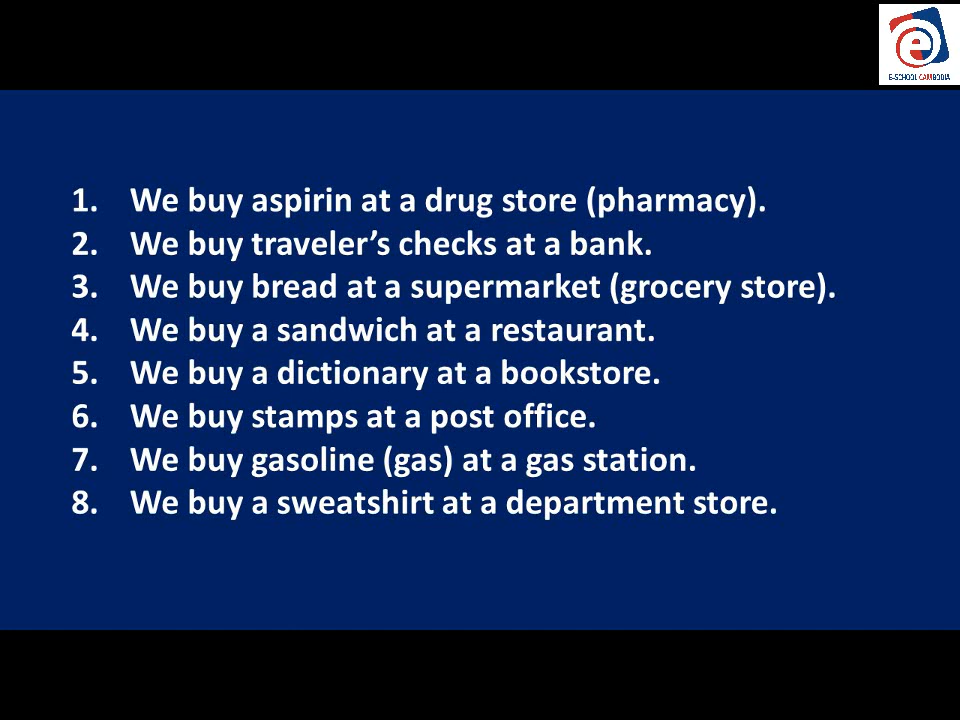 E-SCHOOL CAMBODIA
1. We buy aspirin at a drug store (pharmacy).
2. We buy traveler’s checks at a bank.
3. We buy bread at a supermarket (grocery store).
4. We buy a sandwich at a restaurant.
5. We buy a dictionary at a bookstore.
6. We buy stamps at a post office.
7. We buy gasoline (gas) at a gas station.
8. We buy a sweatshirt at a department store.